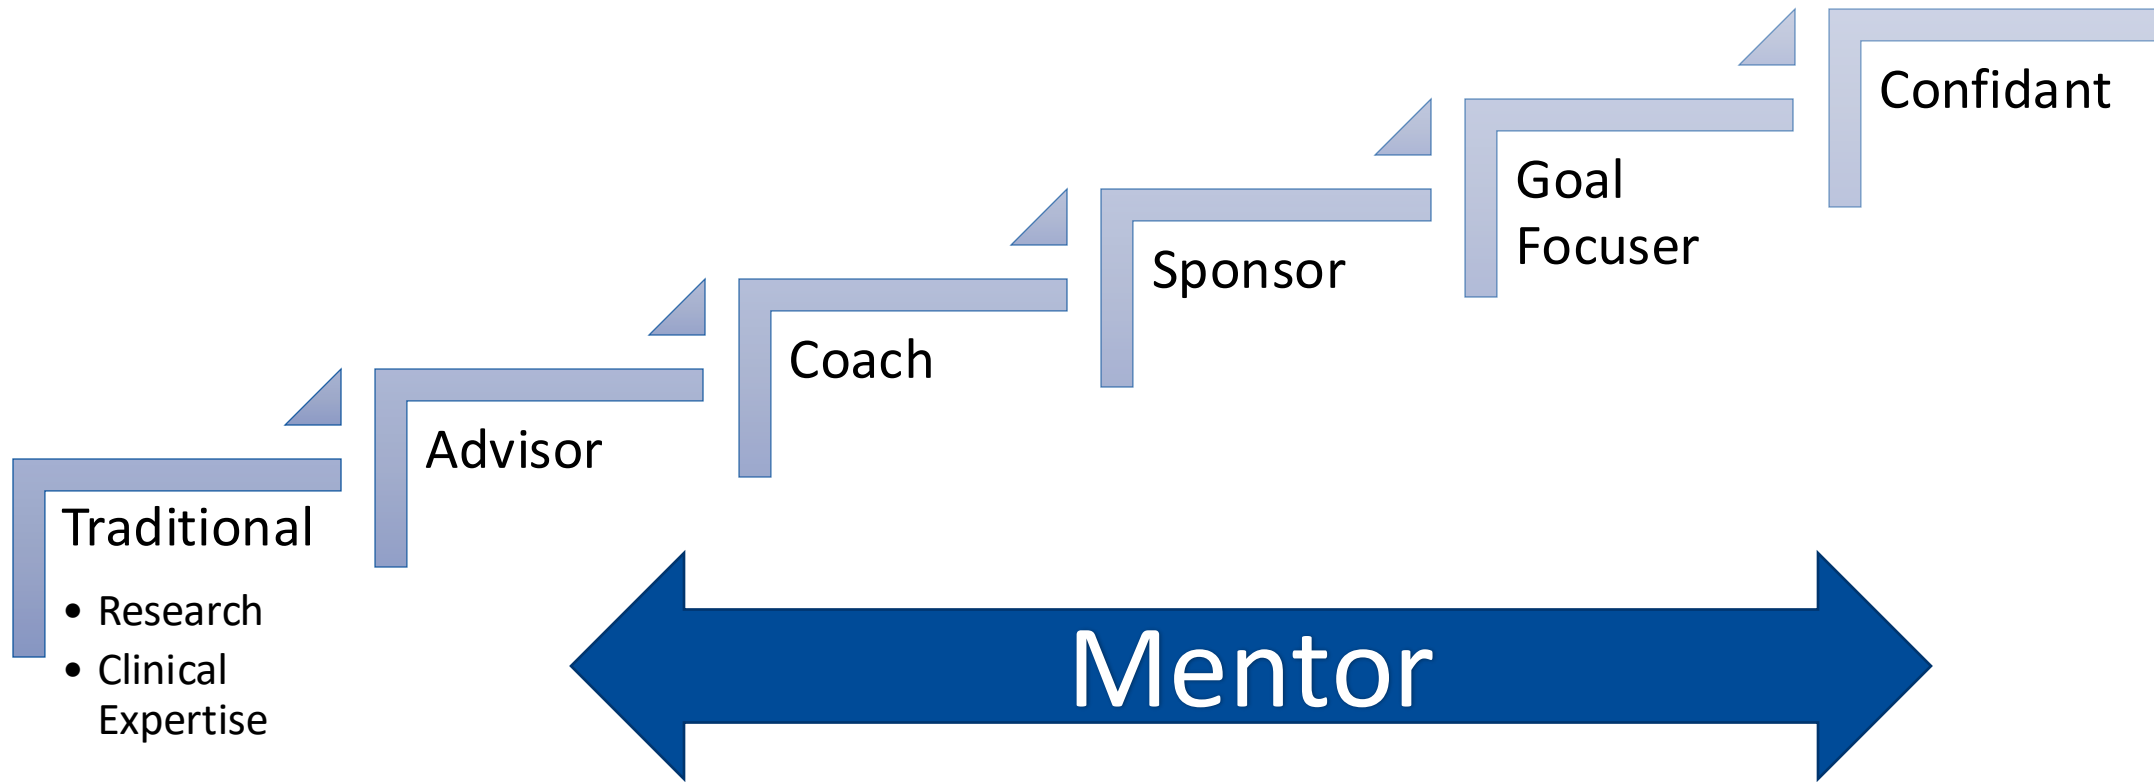 Traditional
• Research
• Clinical
Expertise
Advisor
Coach
Sponsor
Goal
Focuser
Confidant
Mentor